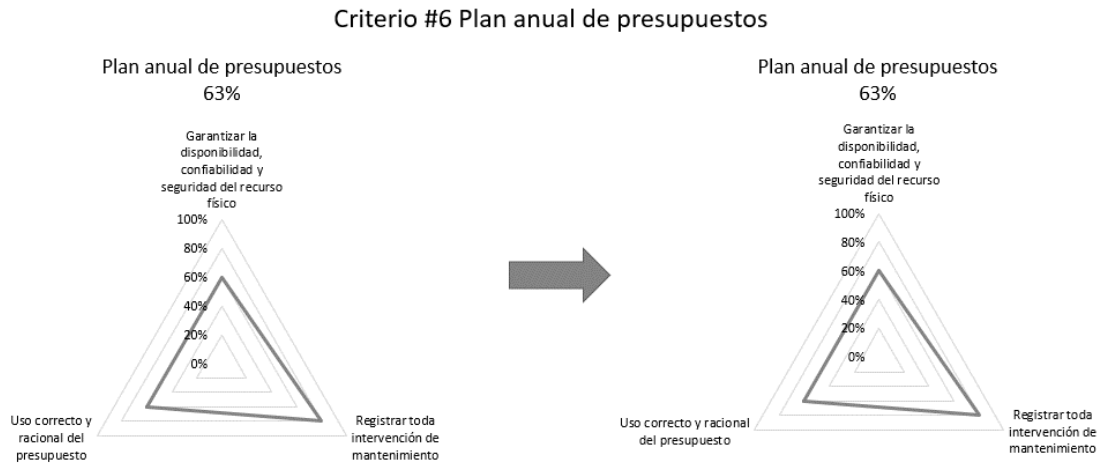 Criterio #6 Plan anual de presupuestos
Plan anual de presupuestos
63%
Garantizar la
disponibilidad,
confiabilidad y
seguridad del recurso
físico
100%
80%
60%
40%
20%
0%
Uso correcto y
racional del
presupuesto
Registrar toda
intervención de
mantenimiento
Plan anual de presupuestos
63%
Garantizar la
disponibilidad,
confiabilidad y
seguridad del recurso
físico
100%
80%
60%
40%
20%
0%
Uso correcto y racional
del presupuesto
Registrar toda
intervención de
mantenimiento